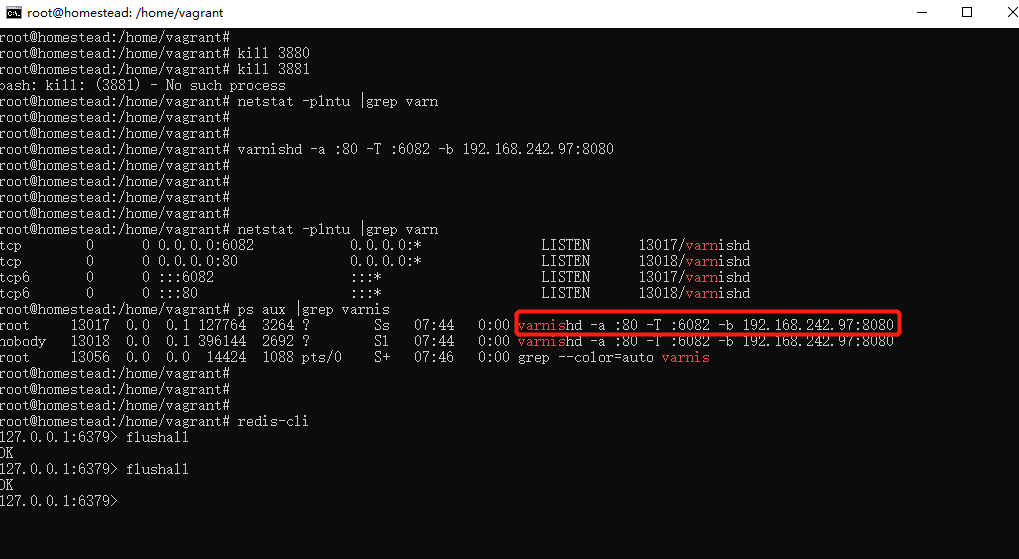 root@homestead: /home/vagrant
root@homestead:/home/vagrant#
root@homestead:/home/vagrant# kill 3880
root@homestead:/home/vagrant# kill 3881
bash: kill: (3881) - No such process
root@homestead:/home/vagrant# netstat -plntu |grep varn
root@homestead:/home/vagrant#
root@homestead:/home/vagrant#
root@homestead:/home/vagrant# varnishd -a :80 -T :6082 -b 192.168.242.97:8080
root@homestead:/home/vagrant#
root@homestead:/home/vagrant#
root@homestead:/home/vagrant#
root@homestead:/home/vagrant#
root@homestead:/home/vagrant# netstat -plntu |grep varn
tcp 0 0 0.0.0.0:6082 0.0.0.0:* LISTEN 13017/varnishd
tcp 0 0 0.0.0.0:80 0.0.0.0:* LISTEN 13018/varnishd
tcp6 0 0 :::6082 :::* LISTEN 13017/varnishd
tcp6 0 0 :::80 :::* LISTEN 13018/varnishd
root@homestead:/home/vagrant# ps aux |grep varnis
root 13017 0.0 0.1 127764 3264 ? Ss 07:44 0:00 varnishd -a :80 -T :6082 -b 192.168.242.97:8080
nobody 13018 0.0 0.1 396144 2692 ? Sl 07:44 0:00 varnishd -a :80 -T :6082 -b 192.168.242.97:8080
root 13056 0.0 0.0 14424 1088 pts/0 S+ 07:46 0:00 grep --color=auto varnis
root@homestead:/home/vagrant#
root@homestead:/home/vagrant#
root@homestead:/home/vagrant#
root@homestead:/home/vagrant# redis-cli
127.0.0.1:6379> flushall
OK
127.0.0.1:6379> flushall
OK
127.0.0.1:6379>